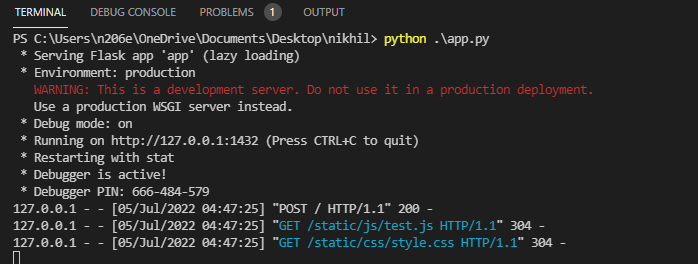 TERMINAL DEBUG CONSOLE PROBLEMS 1 OUTPUT
PS C:\Users\n206e\OneDrive\Documents\Desktop\nikhil> python .\app.py
* Serving Flask app 'app' (lazy loading)
* Environment: production
WARNING: This is a development server. Do not use it in a production deployment.
Use a production WSGI server instead.
* Debug mode: on
* Running on http://127.0.0.1:1432 (Press CTRL+C to quit)
* Restarting with stat
* Debugger is active!
* Debugger PIN: 666-484-579
127.0.0.1 - - [05/Jul/2022 04:47:25] "POST / HTTP/1.1" 200 -
127.0.0.1 - - [05/Jul/2022 04:47:25] "GET /static/js/test.js HTTP/1.1" 304 -
127.0.0.1 - - [05/Jul/2022 04:47:25] "GET /static/css/style.css HTTP/1.1" 304 -